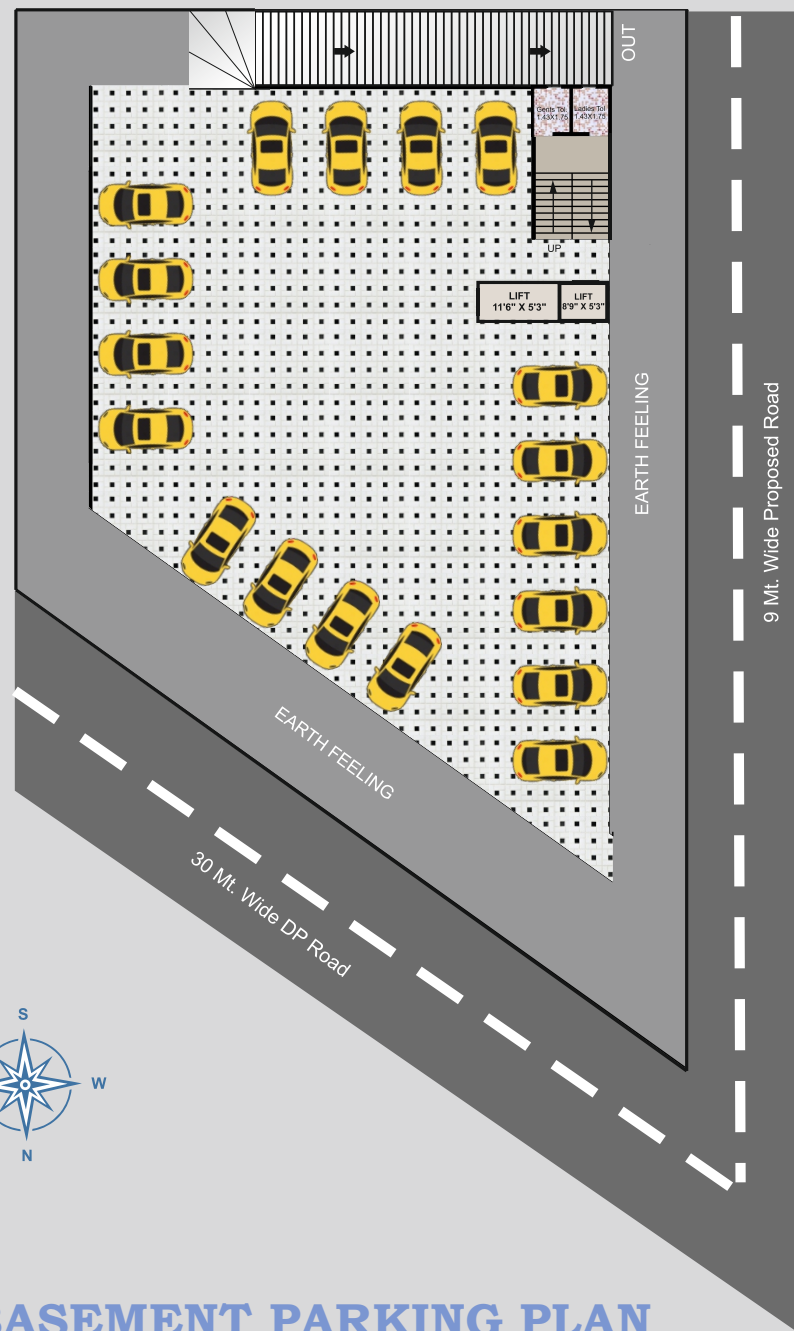 OUT
Gents Toi
1.43X1.75
Ladies Toi
1.43X1.75
UP
LIFT
11'6" X 5'3"
LIFT
8'9" X 5'3"
EARTH FEELING
9 Mt. Wide Proposed Road
EARTH FEELING
30 Mt. Wide DP Road
S
W
N
BASEMENT PARKING PLAN